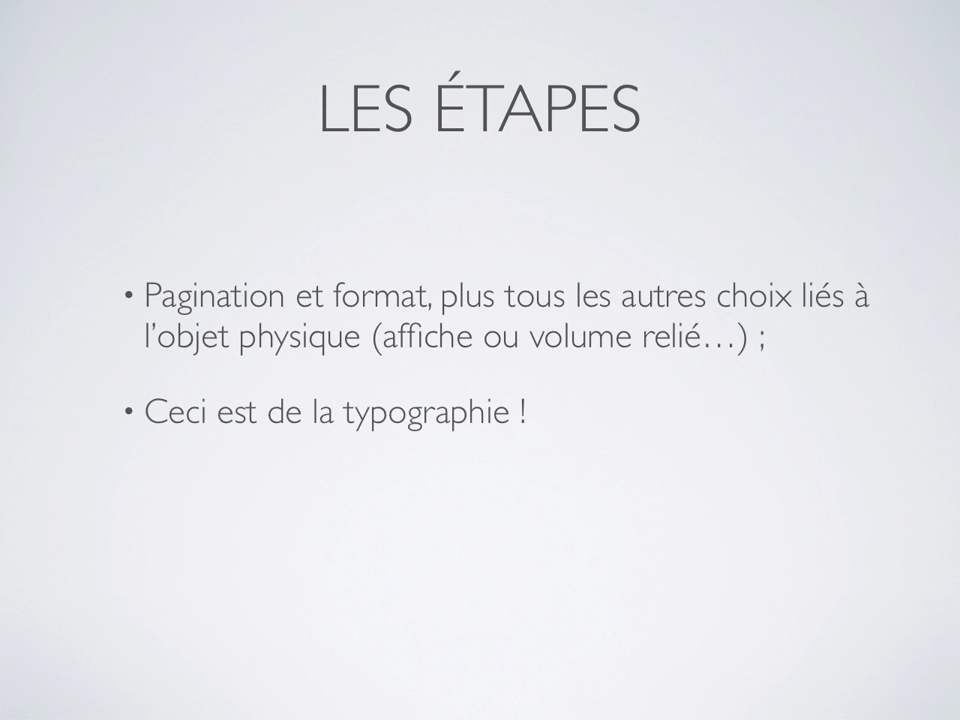 LES ÉTAPES
• Pagination et format, plus tous les autres choix liés à
l’objet physique (affiche ou volume relié…) ;
• Ceci est de la typographie !